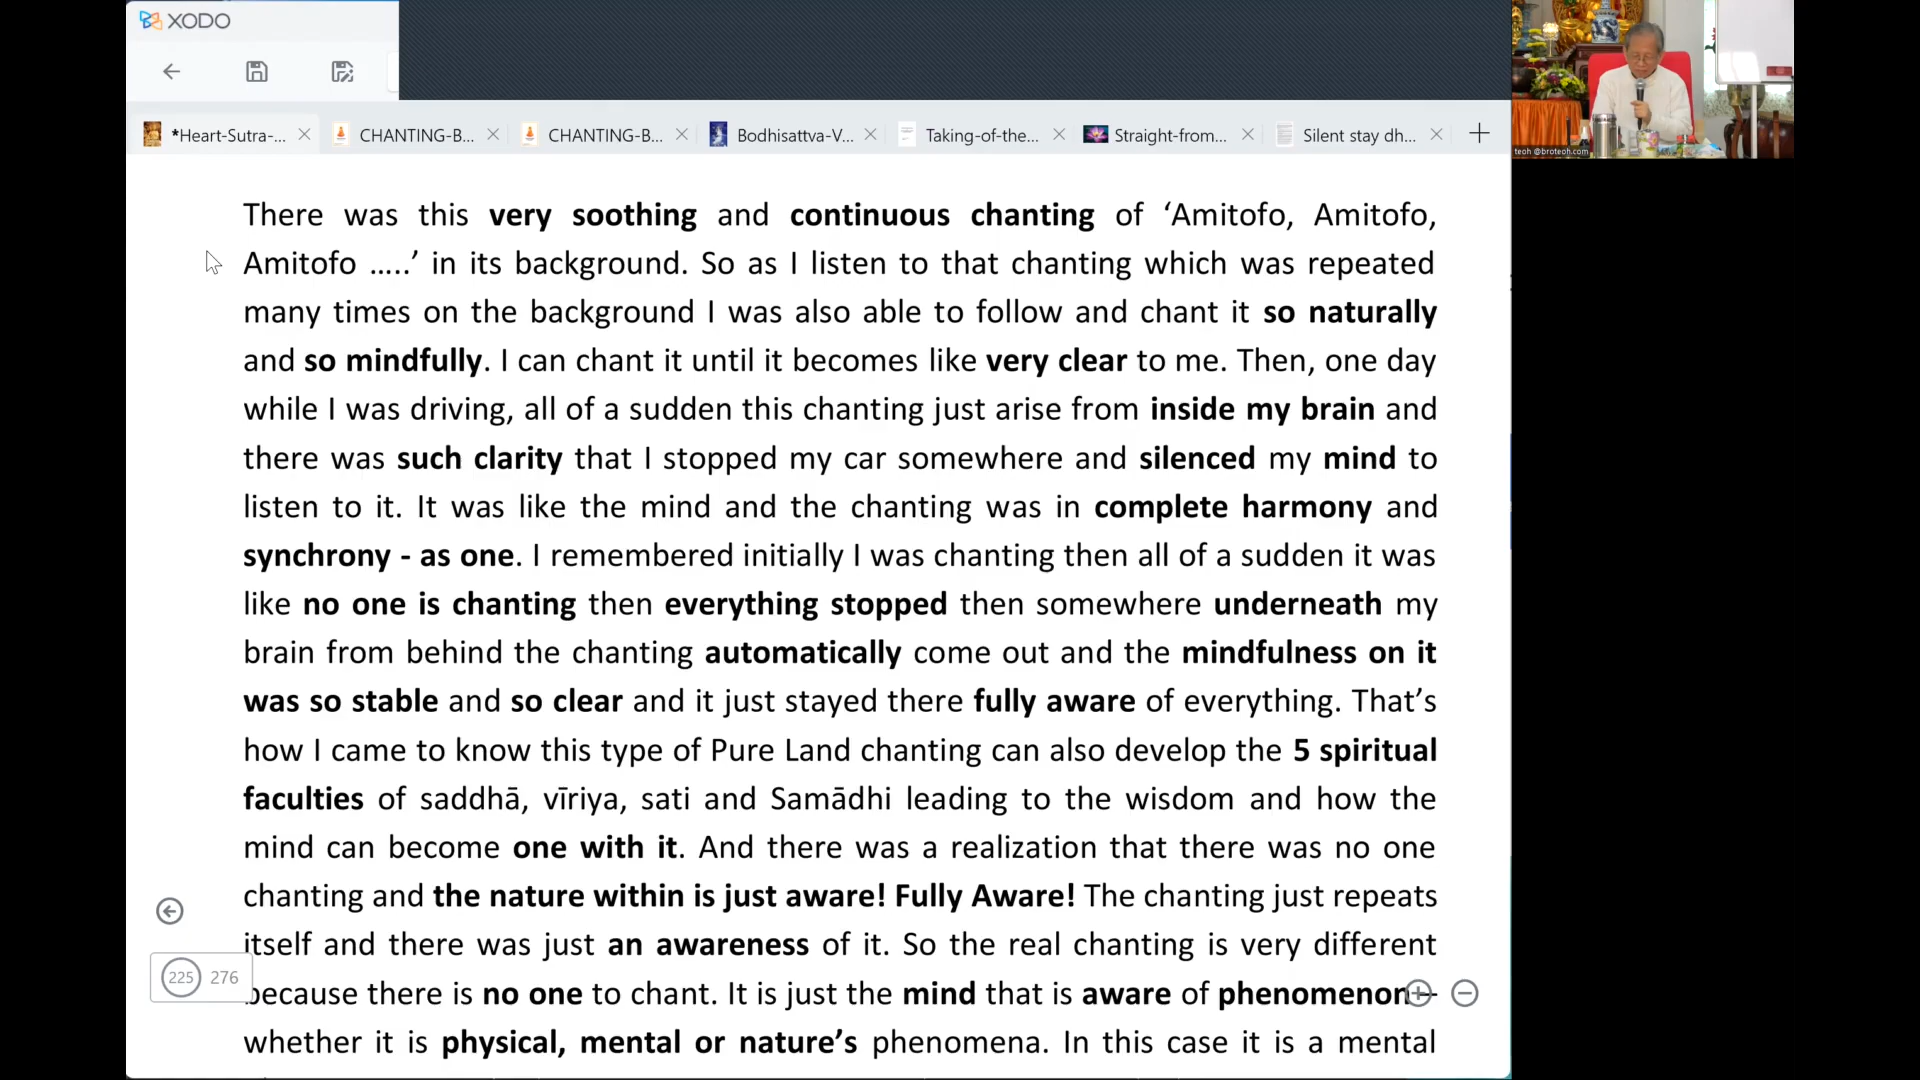 XODO
*Heart-Sutra-...
CHANTING-B...
CHANTING-B...
Bodhisattva-V...
Taking-of-the...
Straight-from...
Silent stay dh...
teoh @broteoh.com
There was this very soothing and continuous chanting of ‘Amitofo, Amitofo,
Amitofo …..’ in its background. So as I listen to that chanting which was repeated
many times on the background I was also able to follow and chant it so naturally
and so mindfully. I can chant it until it becomes like very clear to me. Then, one day
while I was driving, all of a sudden this chanting just arise from inside my brain and
there was such clarity that I stopped my car somewhere and silenced my mind to
listen to it. It was like the mind and the chanting was in complete harmony and
synchrony - as one. I remembered initially I was chanting then all of a sudden it was
like no one is chanting then everything stopped then somewhere underneath my
brain from behind the chanting automatically come out and the mindfulness on it
was so stable and so clear and it just stayed there fully aware of everything. That’s
how I came to know this type of Pure Land chanting can also develop the 5 spiritual
faculties of saddhā, vīriya, sati and Samādhi leading to the wisdom and how the
mind can become one with it. And there was a realization that there was no one
chanting and the nature within is just aware! Fully Aware! The chanting just repeats
itself and there was just an awareness of it. So the real chanting is very different
because there is no one to chant. It is just the mind that is aware of phenomenon –
whether it is physical, mental or nature’s phenomena. In this case it is a mental
225 276